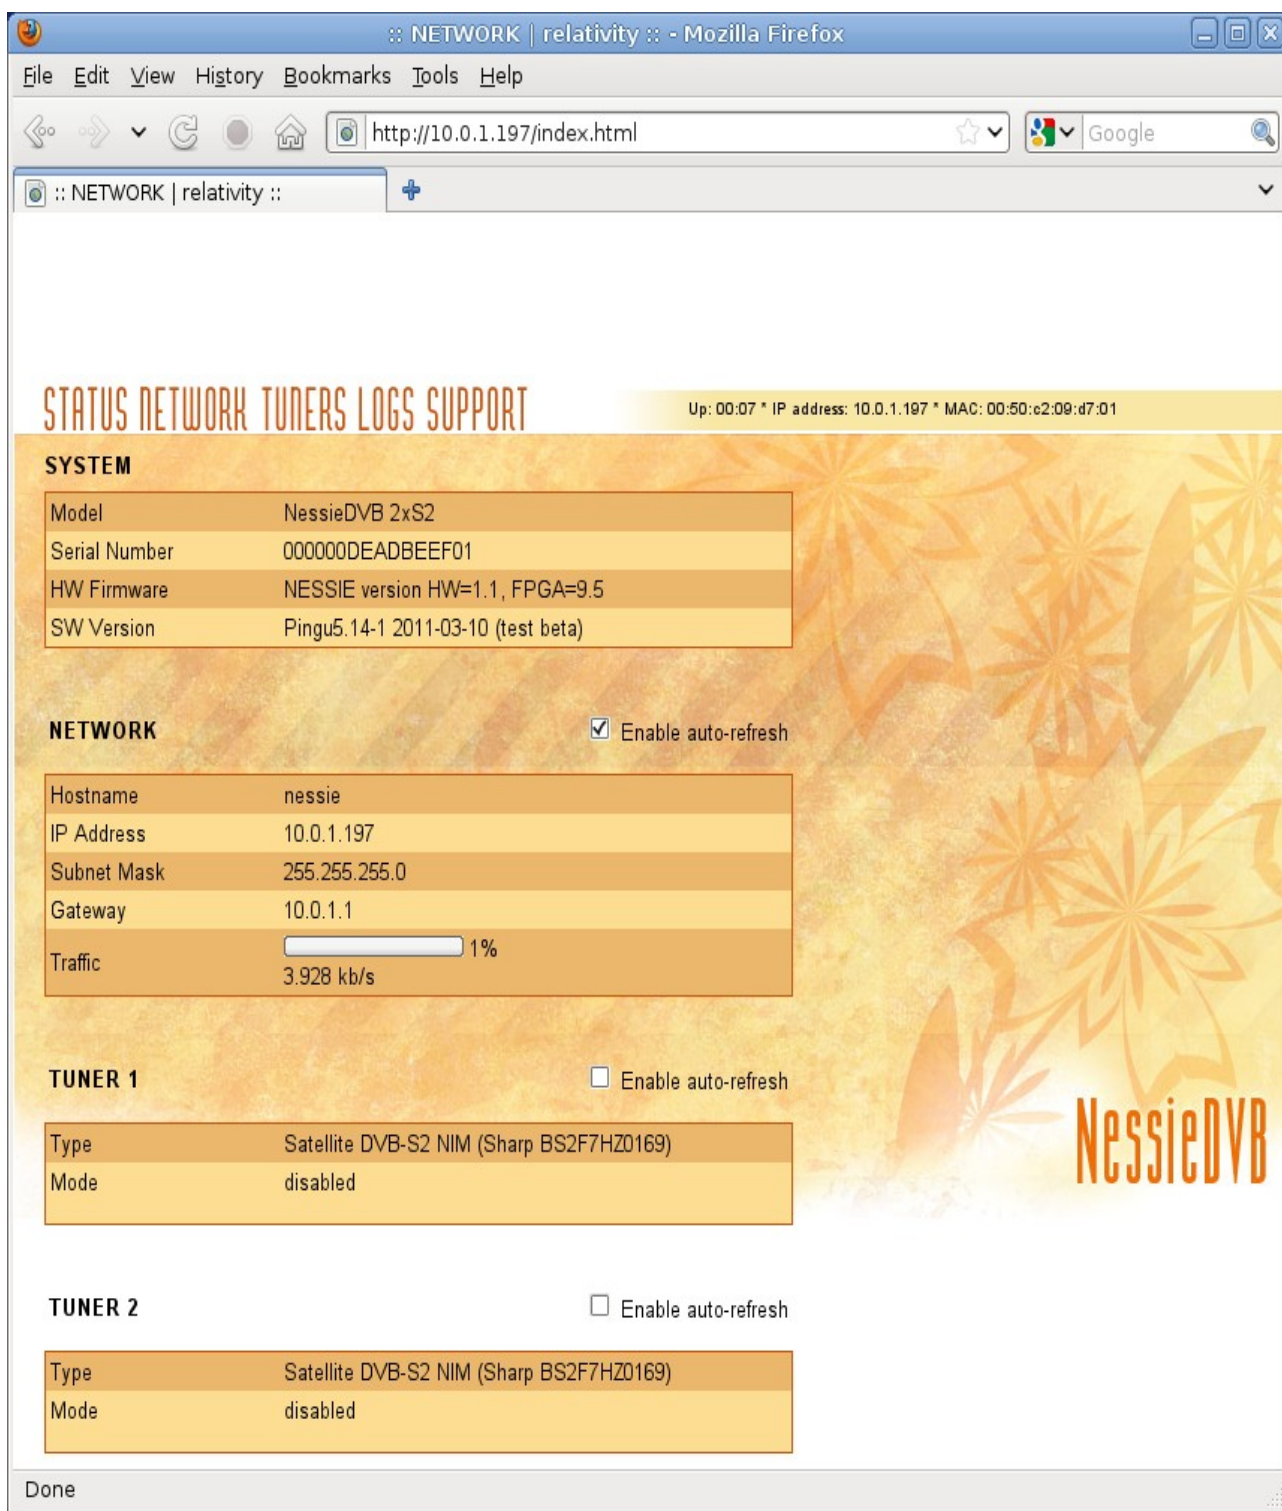 :: NETWORK | relativity :: - Mozilla Firefox
File Edit View History Bookmarks Tools Help
http://10.0.1.197/index.html Google
:: NETWORK | relativity ::
STATUS NETWORK TUNERS LOGS SUPPORT
Up: 00:07 * IP address: 10.0.1.197 * MAC: 00:50:c2:09:d7:01
SYSTEM
Model NessieDVB 2xS2
Serial Number 000000DEADBEEF01
HW Firmware NESSIE version HW=1.1, FPGA=9.5
SW Version Pingu5.14-1 2011-03-10 (test beta)
NETWORK Enable auto-refresh
Hostname nessie
IP Address 10.0.1.197
Subnet Mask 255.255.255.0
Gateway 10.0.1.1
Traffic 1%
3.928 kb/s
TUNER 1 Enable auto-refresh
Type Satellite DVB-S2 NIM (Sharp BS2F7HZ0169)
Mode disabled
NessieDVB
TUNER 2 Enable auto-refresh
Type Satellite DVB-S2 NIM (Sharp BS2F7HZ0169)
Mode disabled
Done